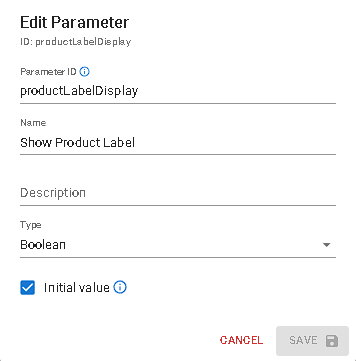 Edit Parameter
ID: productLabelDisplay
Parameter ID
productLabelDisplay
Name
Show Product Label
Description
Type
Boolean
Initial value
CANCEL SAVE